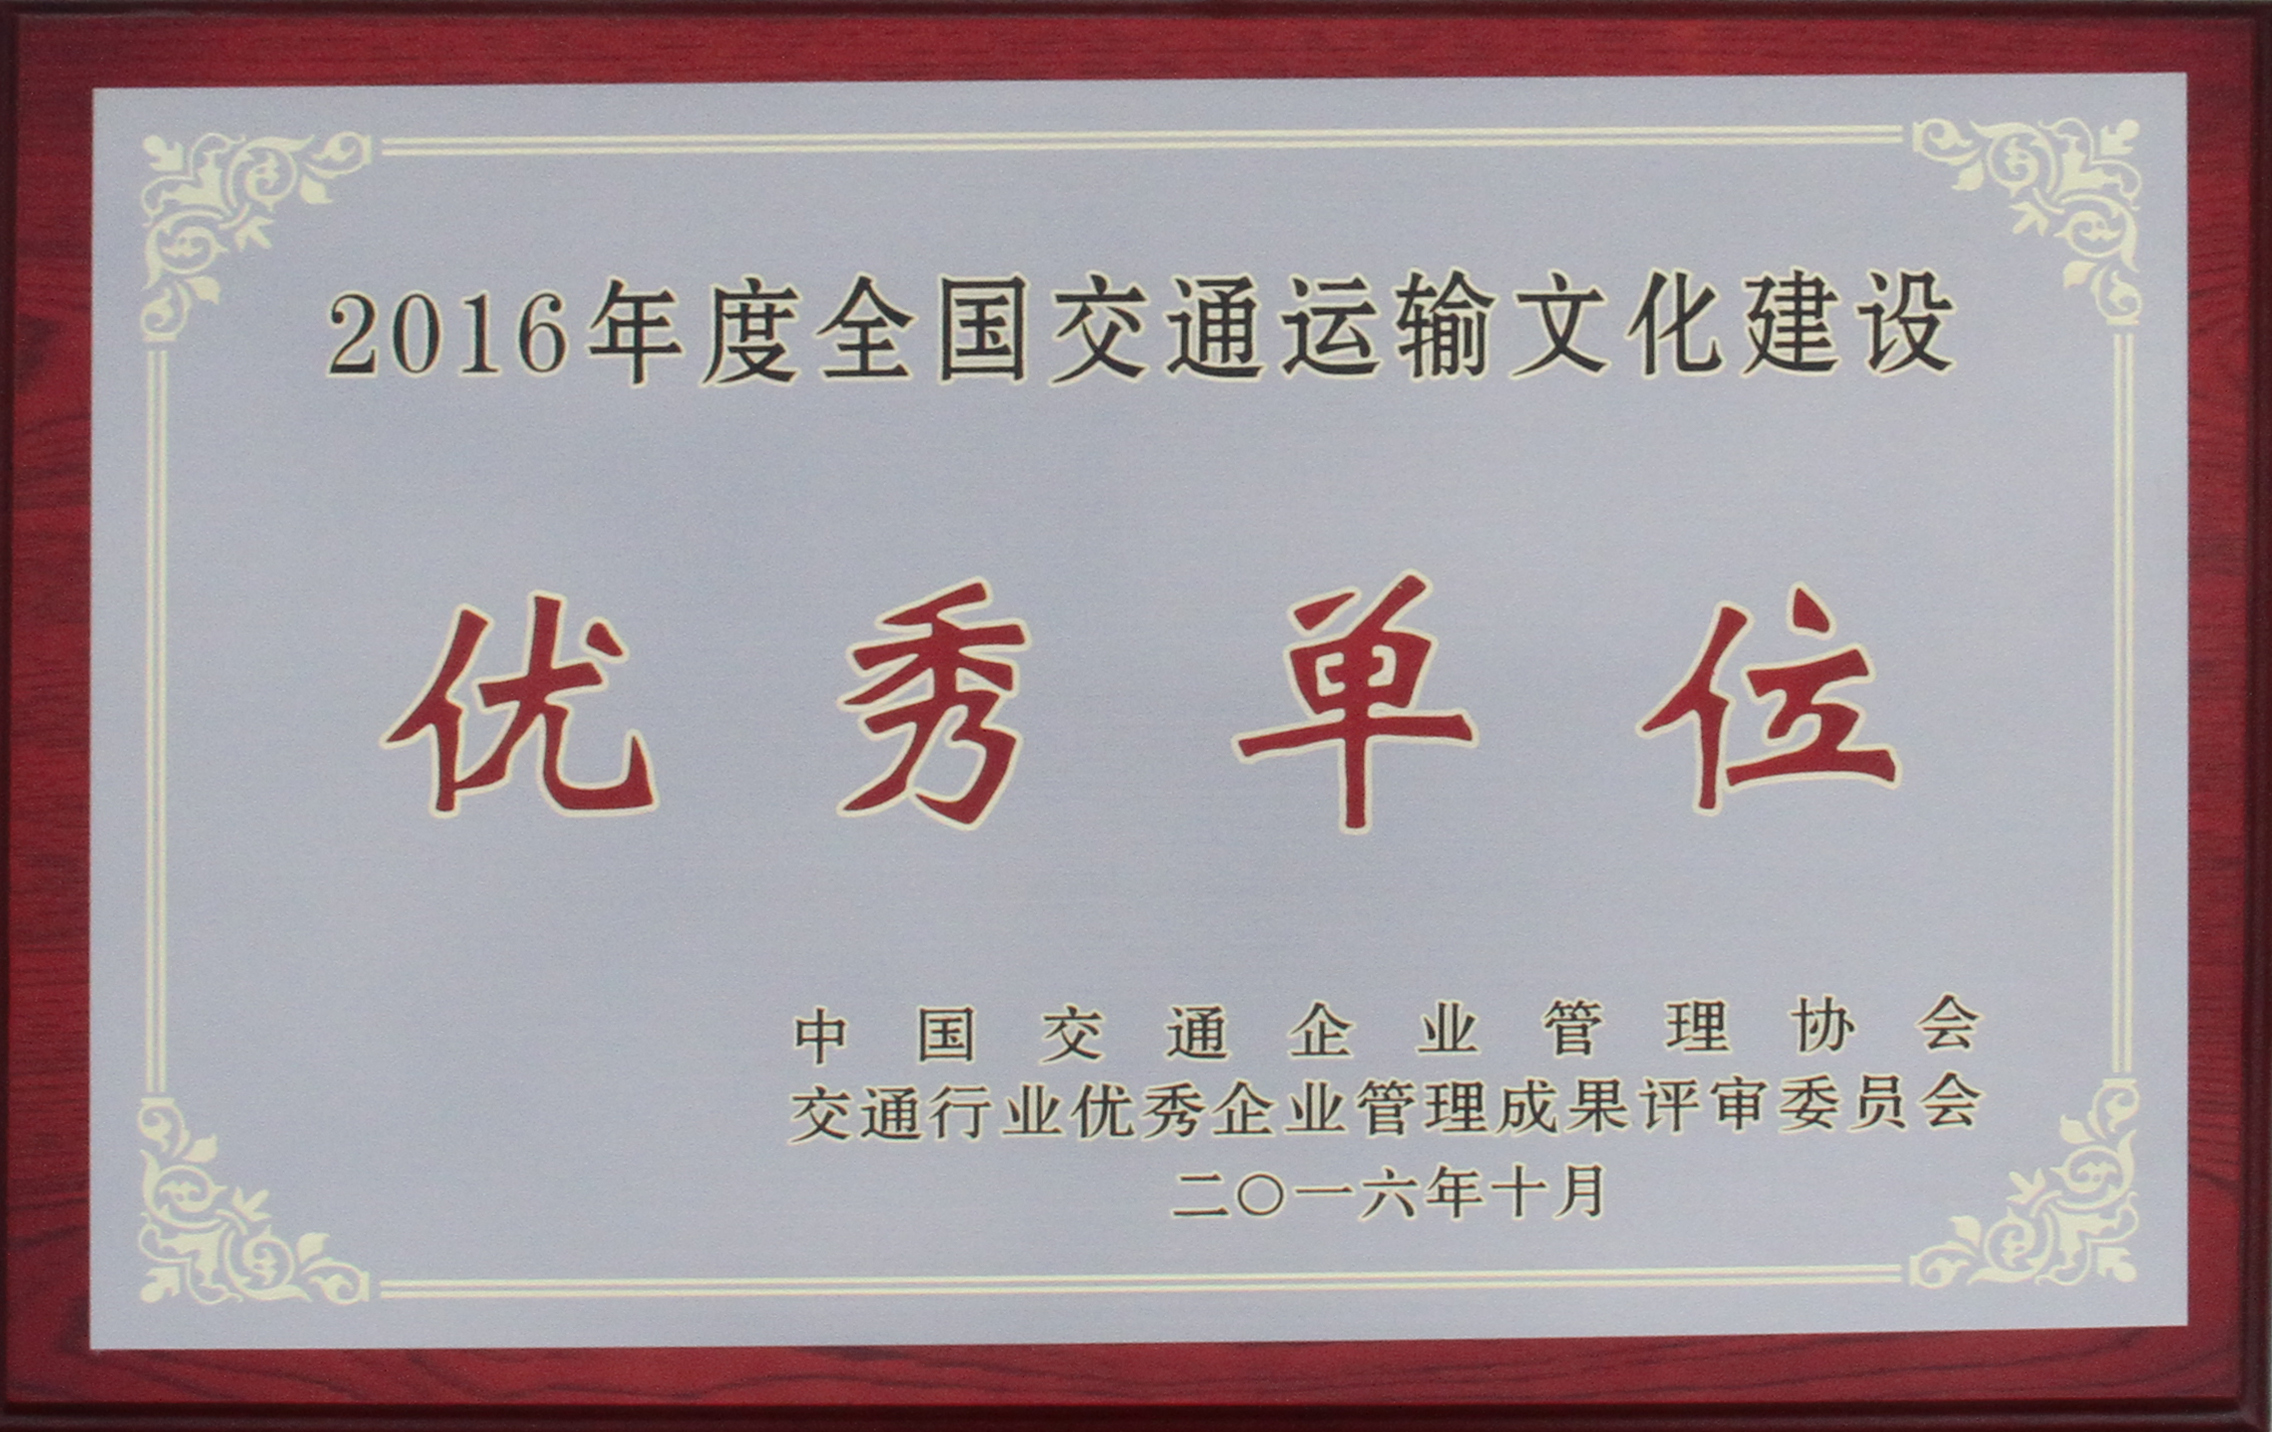 2016年度全国交通运输文化建设
优秀单位
中国交通企业管理协会
交通行业优秀企业管理成果评审委员会
二〇一六年十月